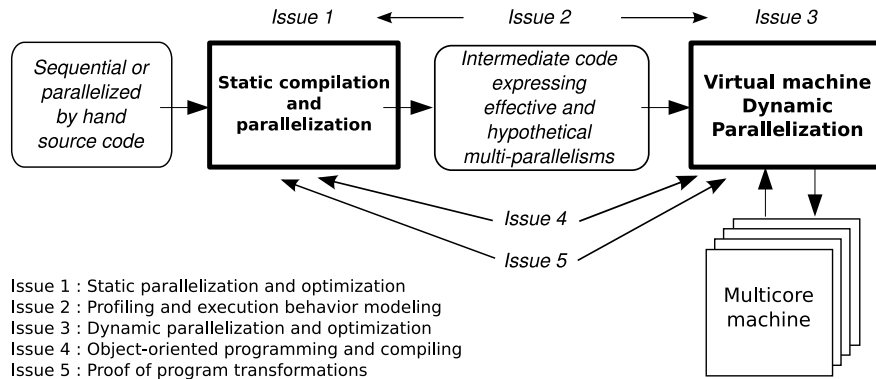 Issue 1
Issue 2
Issue 3
Sequential or
parallelized
by hand
source code
Static compilation
and
parallelization
Intermediate code
expressing
effective and
hypothetical
multi-parallelisms
Virtual machine
Dynamic
Parallelization
Issue 4
Issue 5
Multicore
machine
Issue 1 : Static parallelization and optimization
Issue 2 : Profiling and execution behavior modeling
Issue 3 : Dynamic parallelization and optimization
Issue 4 : Object-oriented programming and compiling
Issue 5 : Proof of program transformations